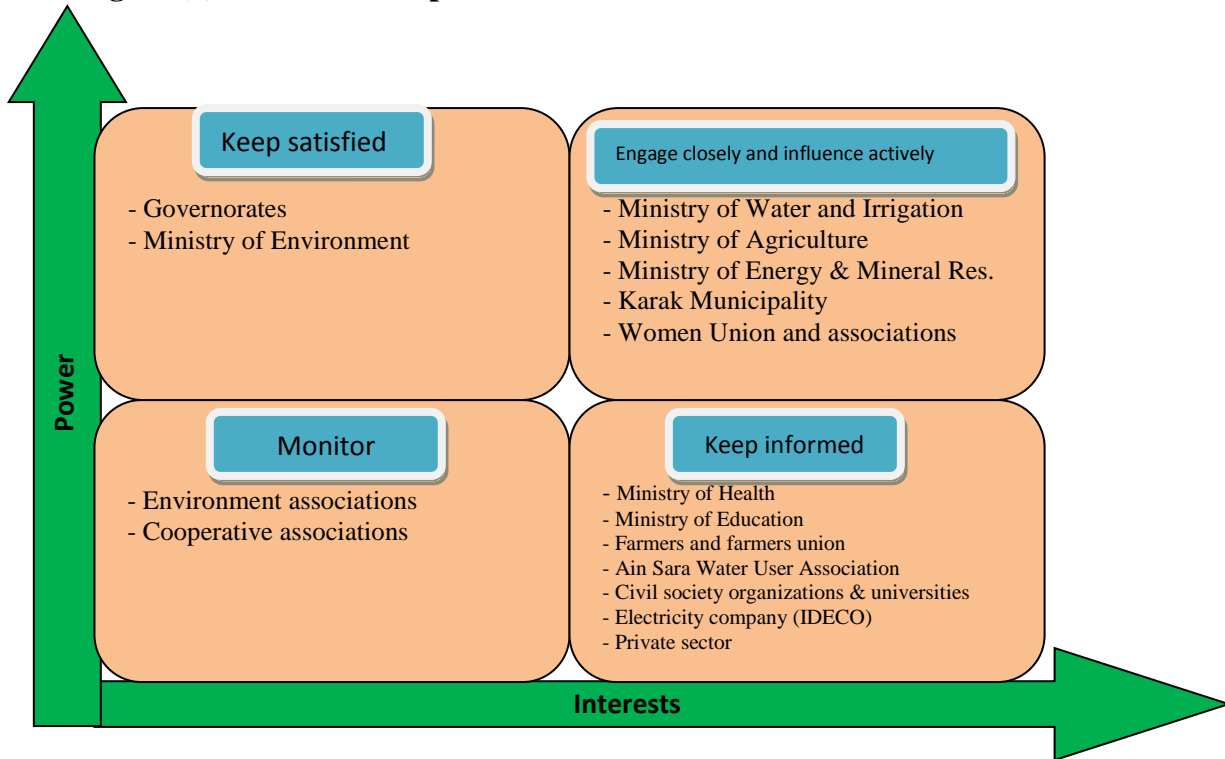 Keep satisfied
- Governorates
- Ministry of Environment
Engage closely and influence actively
- Ministry of Water and Irrigation
- Ministry of Agriculture
- Ministry of Energy & Mineral Res.
- Karak Municipality
- Women Union and associations
Power
Monitor
- Environment associations
- Cooperative associations
Keep informed
- Ministry of Health
- Ministry of Education
- Farmers and farmers union
- Ain Sara Water User Association
- Civil society organizations & universities
- Electricity company (IDECO)
- Private sector
Interests